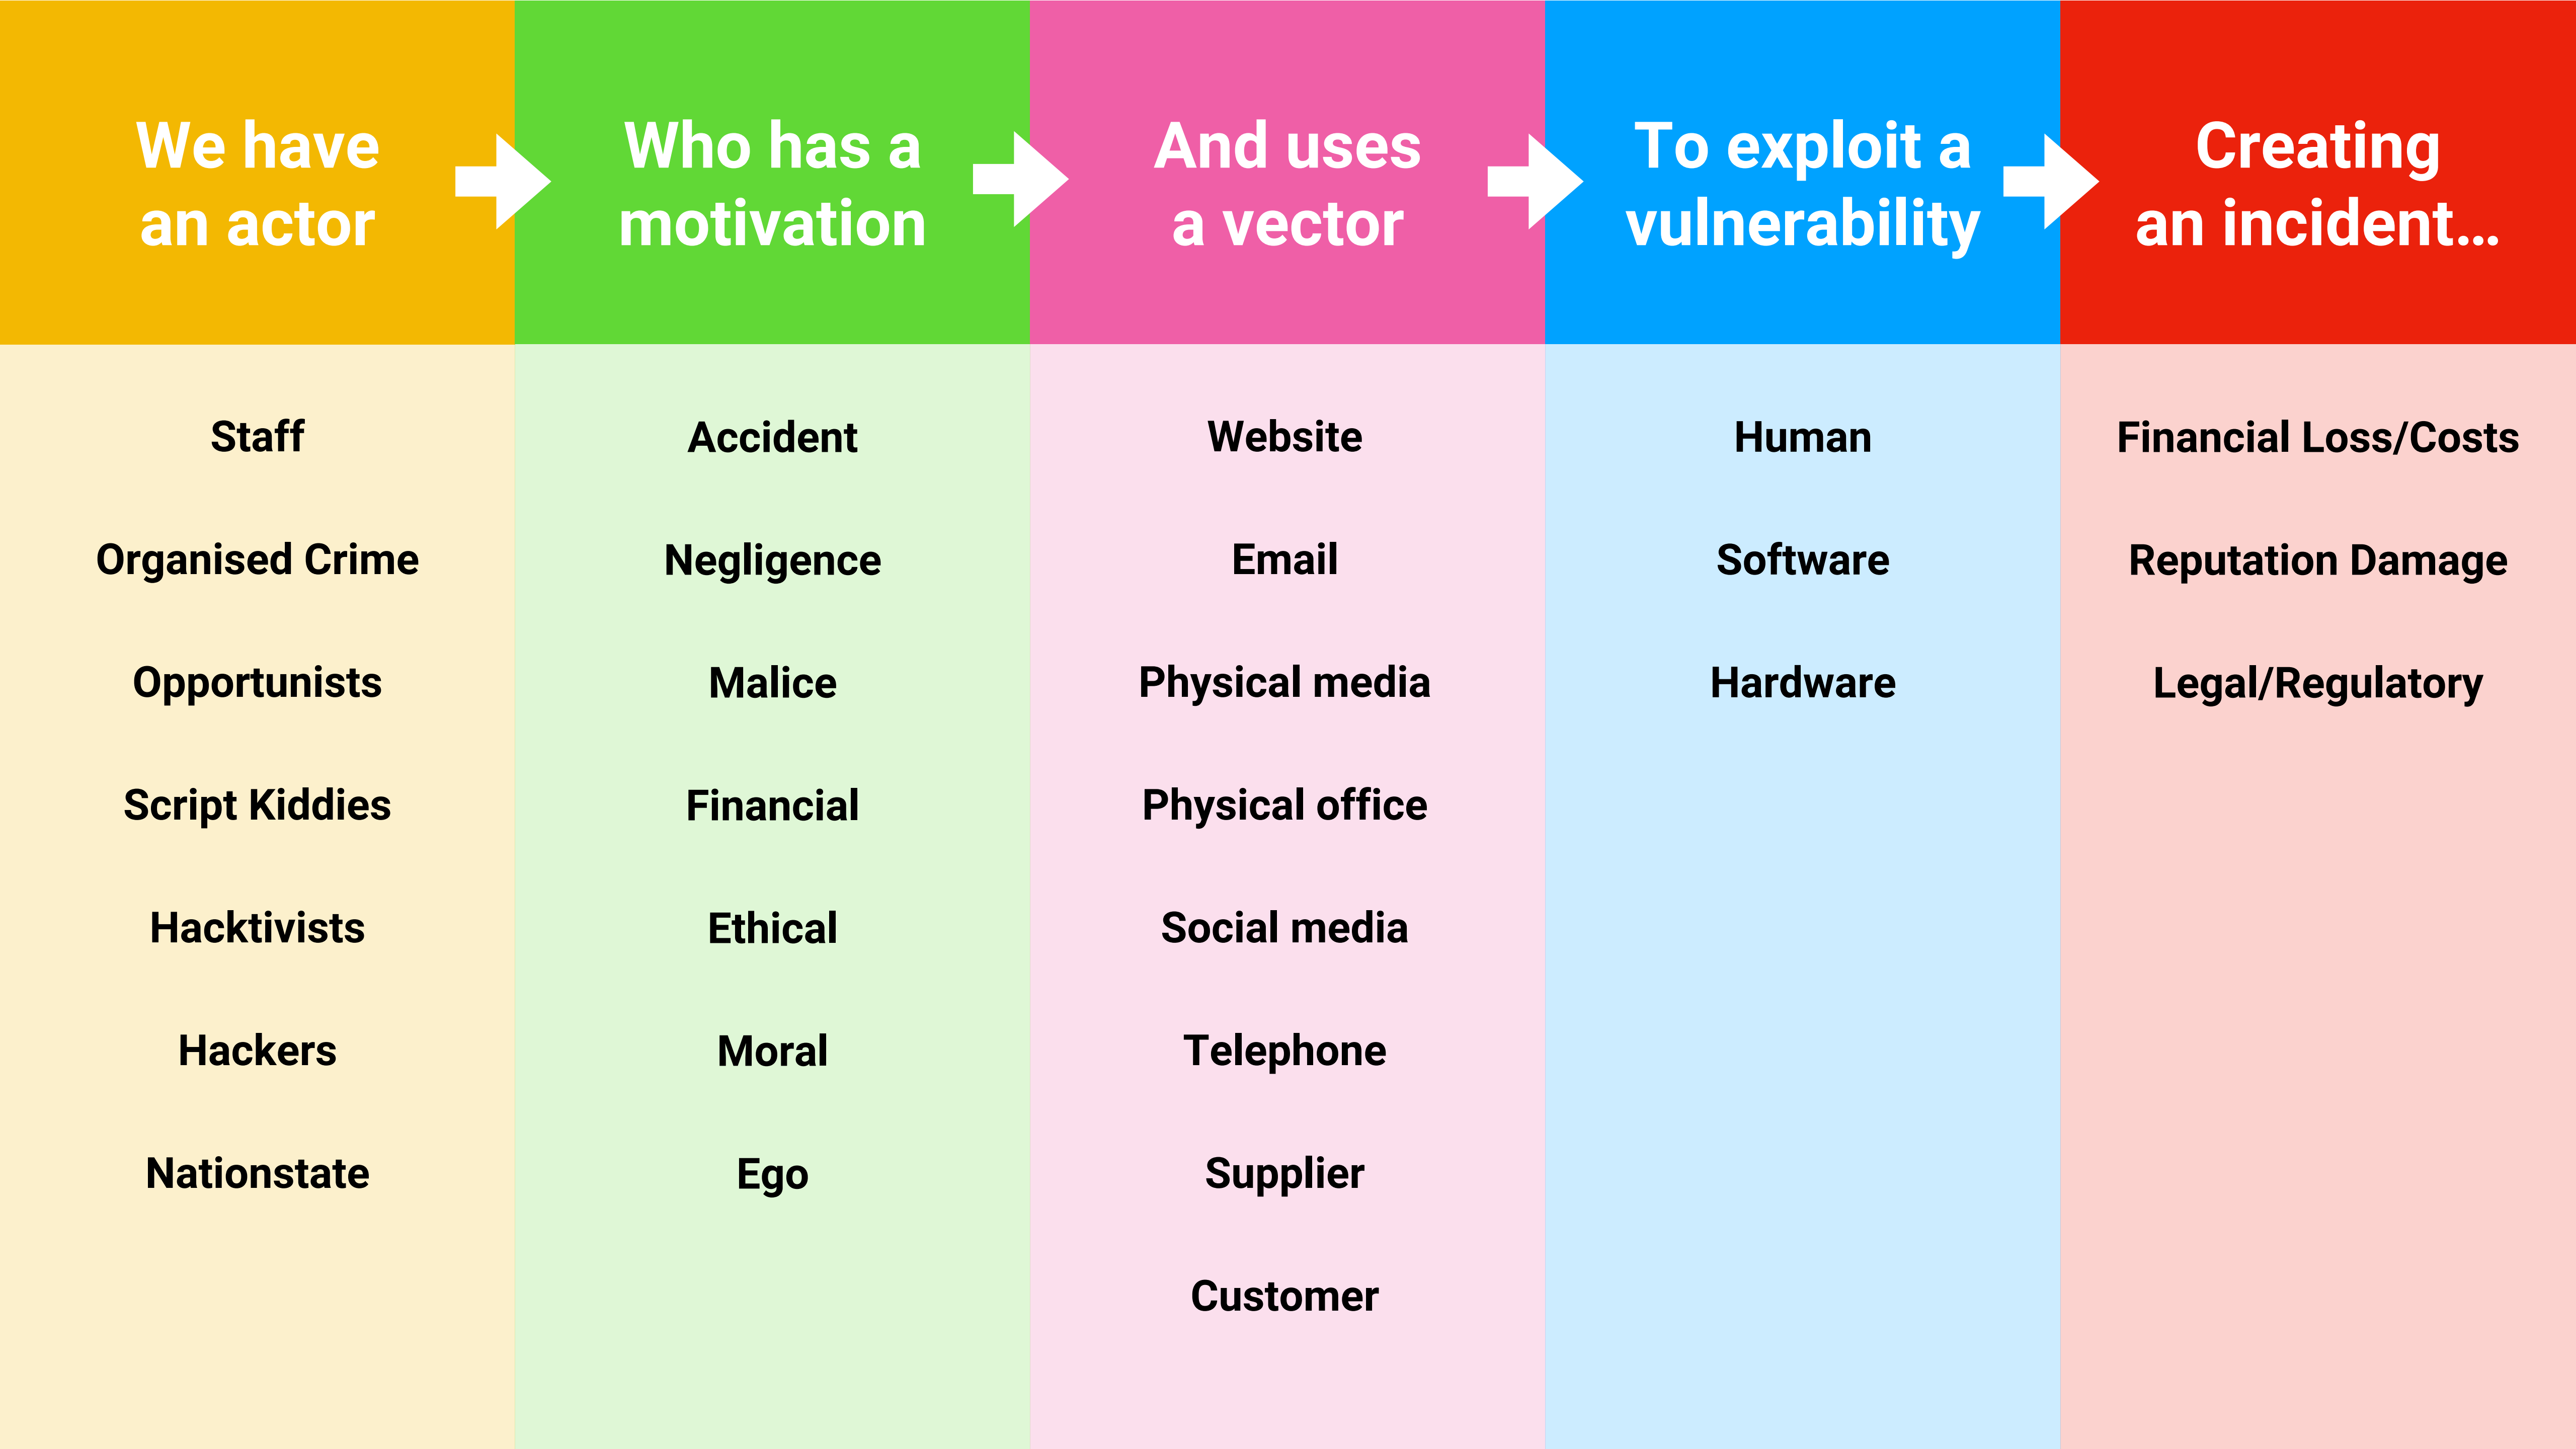 We have
an actor
Who has a
motivation
And uses
a vector
To exploit a
vulnerability
Creating
an incident...
Staff
Organised Crime
Opportunists
Script Kiddies
Hacktivists
Hackers
Nationstate
Accident
Negligence
Malice
Financial
Ethical
Moral
Ego
Website
Email
Physical media
Physical office
Social media
Telephone
Supplier
Customer
Human
Software
Hardware
Financial Loss/Costs
Reputation Damage
Legal/Regulatory